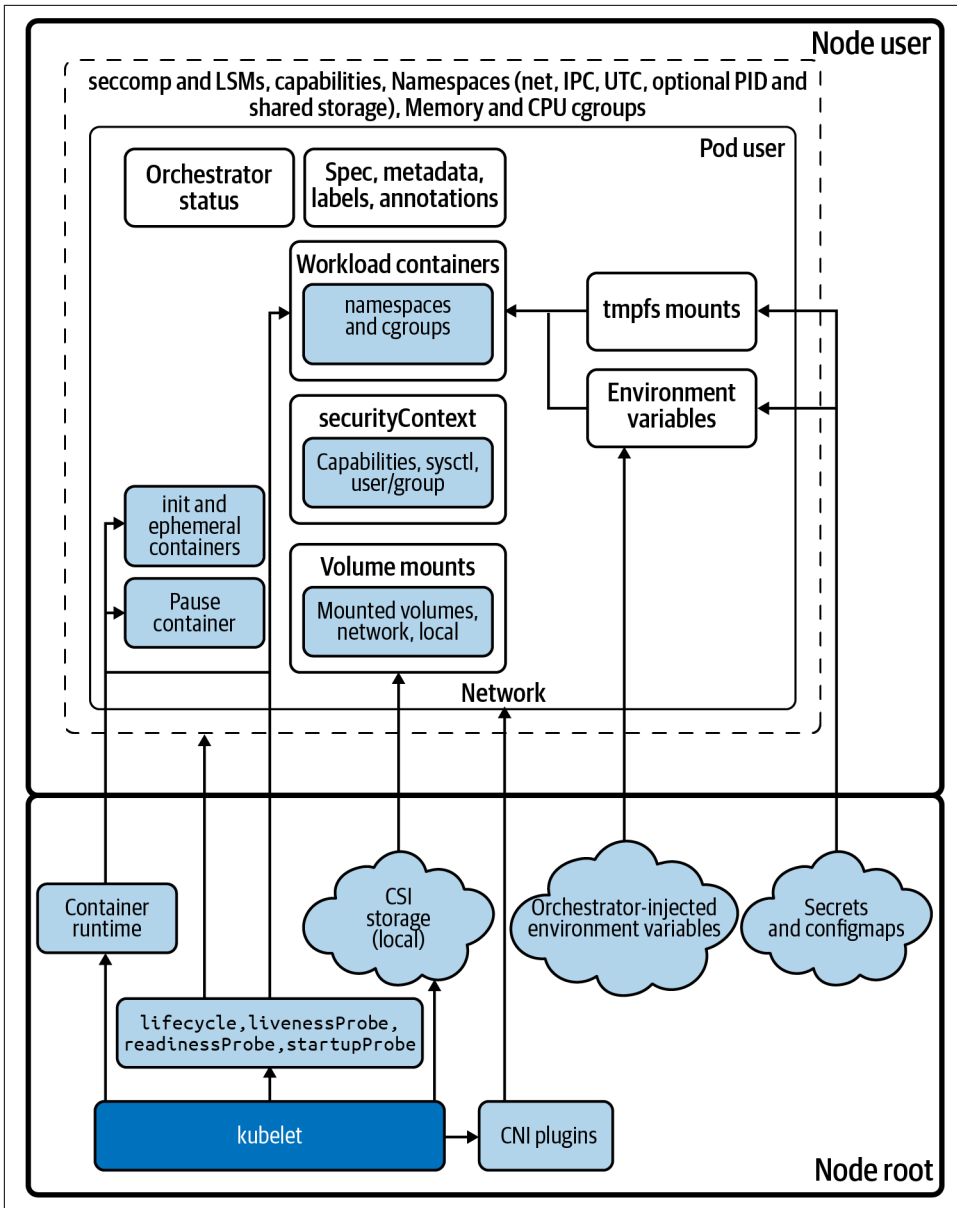 Node user
seccomp and LSMs, capabilities, Namespaces (net, IPC, UTC, optional PID and
shared storage), Memory and CPU cgroups
Pod user
Orchestrator
status
Spec, metadata,
labels, annotations
Workload containers
namespaces
and cgroups
tmpfs mounts
Environment
variables
securityContext
Capabilities, sysctl,
user/group
init and
ephemeral
containers
Pause
container
Volume mounts
Mounted volumes,
network, local
Network
Container
runtime
CSI
storage
(local)
Orchestrator-injected
environment variables
Secrets
and configmaps
lifecycle,livenessProbe,
readinessProbe,startupProbe
kubelet
CNI plugins
Node root